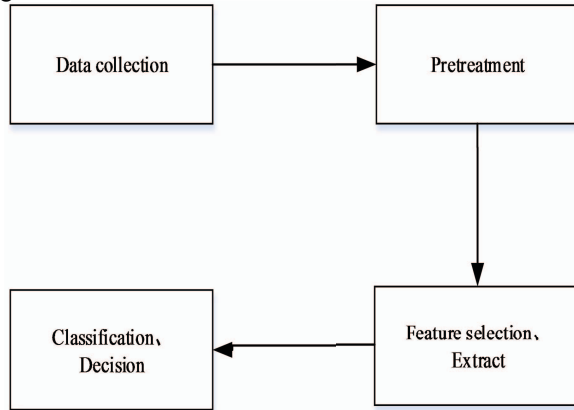 Data collection
Pretreatment
Feature selection、
Extract
Classification、
Decision